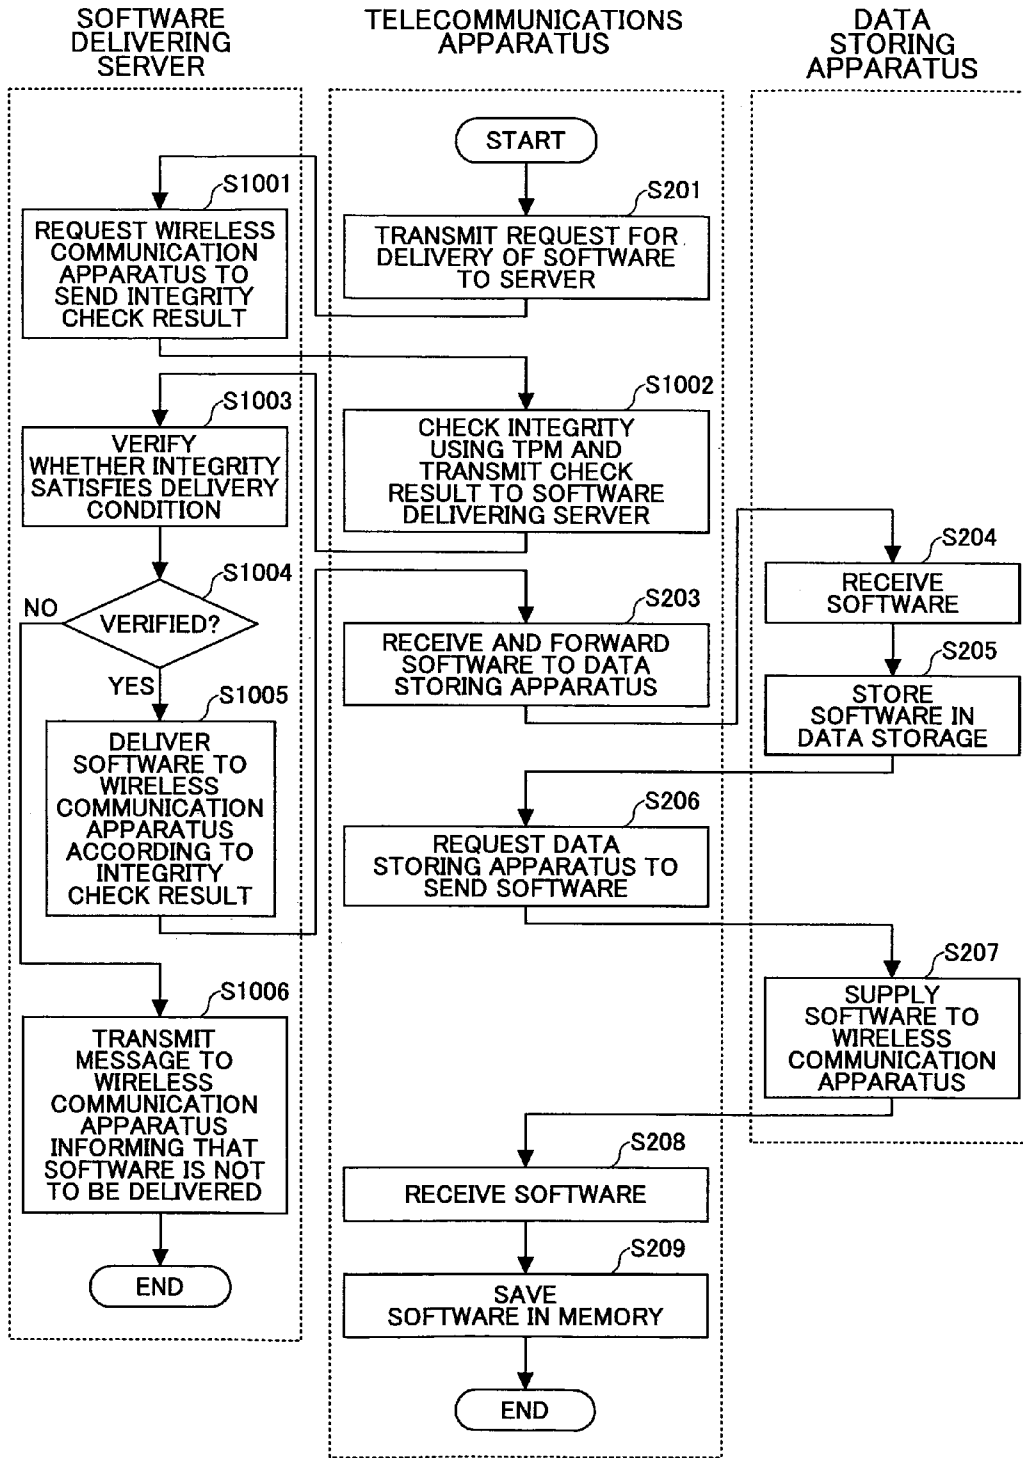 SOFTWARE
DELIVERING
SERVER
TELECOMMUNICATIONS
APPARATUS
DATA
STORING
APPARATUS
START
S1001
REQUEST WIRELESS
COMMUNICATION
APPARATUS TO
SEND INTEGRITY
CHECK RESULT
S201
TRANSMIT REQUEST FOR
DELIVERY OF SOFTWARE
TO SERVER
S1003
VERIFY
WHETHER INTEGRITY
SATISFIES DELIVERY
CONDITION
S1002
CHECK INTEGRITY
USING TPM AND
TRANSMIT CHECK
RESULT TO SOFTWARE
DELIVERING SERVER
S1004
NO
VERIFIED?
YES
S203
RECEIVE AND FORWARD
SOFTWARE TO DATA
STORING APPARATUS
S204
RECEIVE
SOFTWARE
S205
STORE
SOFTWARE IN
DATA STORAGE
S1005
DELIVER
SOFTWARE TO
WIRELESS
COMMUNICATION
APPARATUS
ACCORDING TO
INTEGRITY
CHECK RESULT
S206
REQUEST DATA
STORING APPARATUS TO
SEND SOFTWARE
S207
SUPPLY
SOFTWARE TO
WIRELESS
COMMUNICATION
APPARATUS
S1006
TRANSMIT
MESSAGE TO
WIRELESS
COMMUNICATION
APPARATUS
INFORMING THAT
SOFTWARE IS NOT
TO BE DELIVERED
END
S208
RECEIVE SOFTWARE
S209
SAVE
SOFTWARE IN MEMORY
END